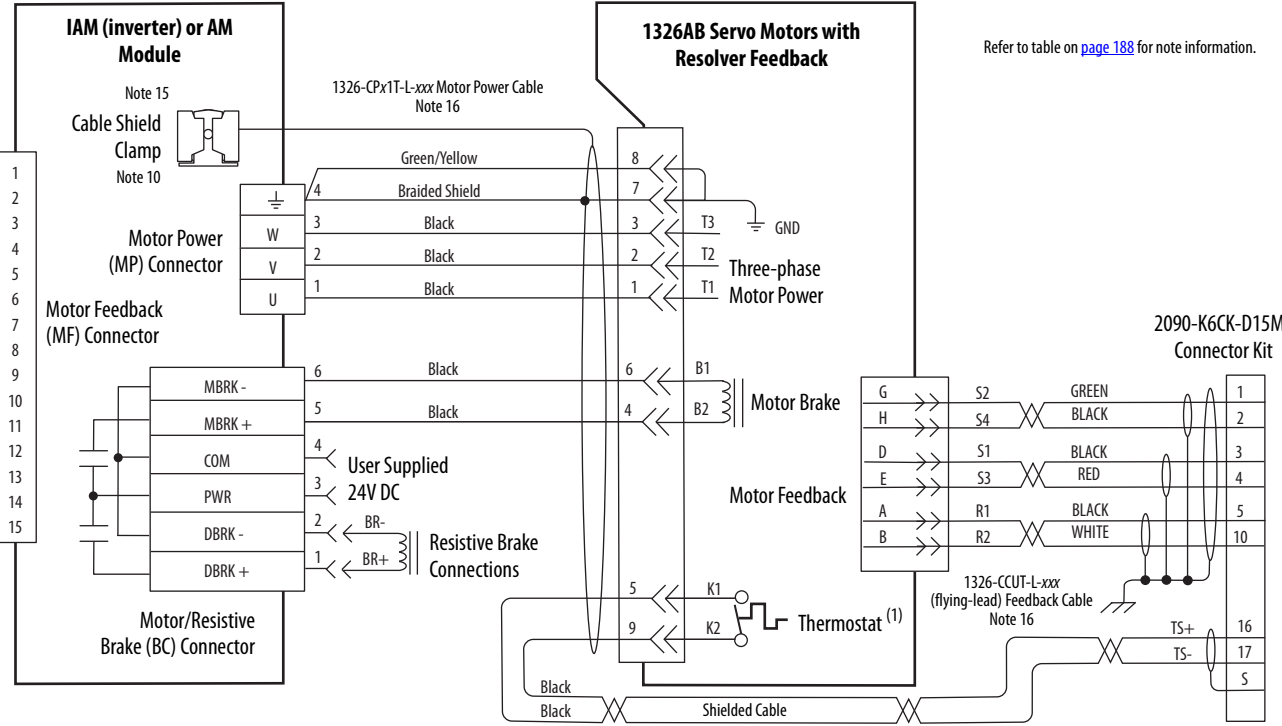 IAM (inverter) or AM
Module
1326AB Servo Motors with
Resolver Feedback
Refer to table on page 188 for note information.
Note 15
Cable Shield
Clamp
Note 10
1326-CPx1T-L-xxx Motor Power Cable
Note 16
1
2
3
4
5
6
7
8
9
10
11
12
13
14
15
Motor Feedback
(MF) Connector
Motor Power
(MP) Connector
W
V
U
4
3
2
1
Green/Yellow
Braided Shield
Black
Black
Black
8
7
3
2
1
T3
T2
T1
GND
Three-phase
Motor Power
MBRK -
MBRK +
COM
PWR
DBRK -
DBRK +
6
5
4
3
2
1
Black
Black
User Supplied
24V DC
BR-
BR+
Resistive Brake
Connections
Motor/Resistive
Brake (BC) Connector
6
4
B1
B2
Motor Brake
Motor Feedback
G
H
D
E
A
B
S2
S4
S1
S3
R1
R2
GREEN
BLACK
BLACK
RED
BLACK
WHITE
2090-K6CK-D15M
Connector Kit
1
2
3
4
5
10
16
17
S
1326-CCUT-L-xxx
(flying-lead) Feedback Cable
Note 16
TS+
TS-
5
9
K1
K2
Thermostat (1)
Black
Black
Shielded Cable